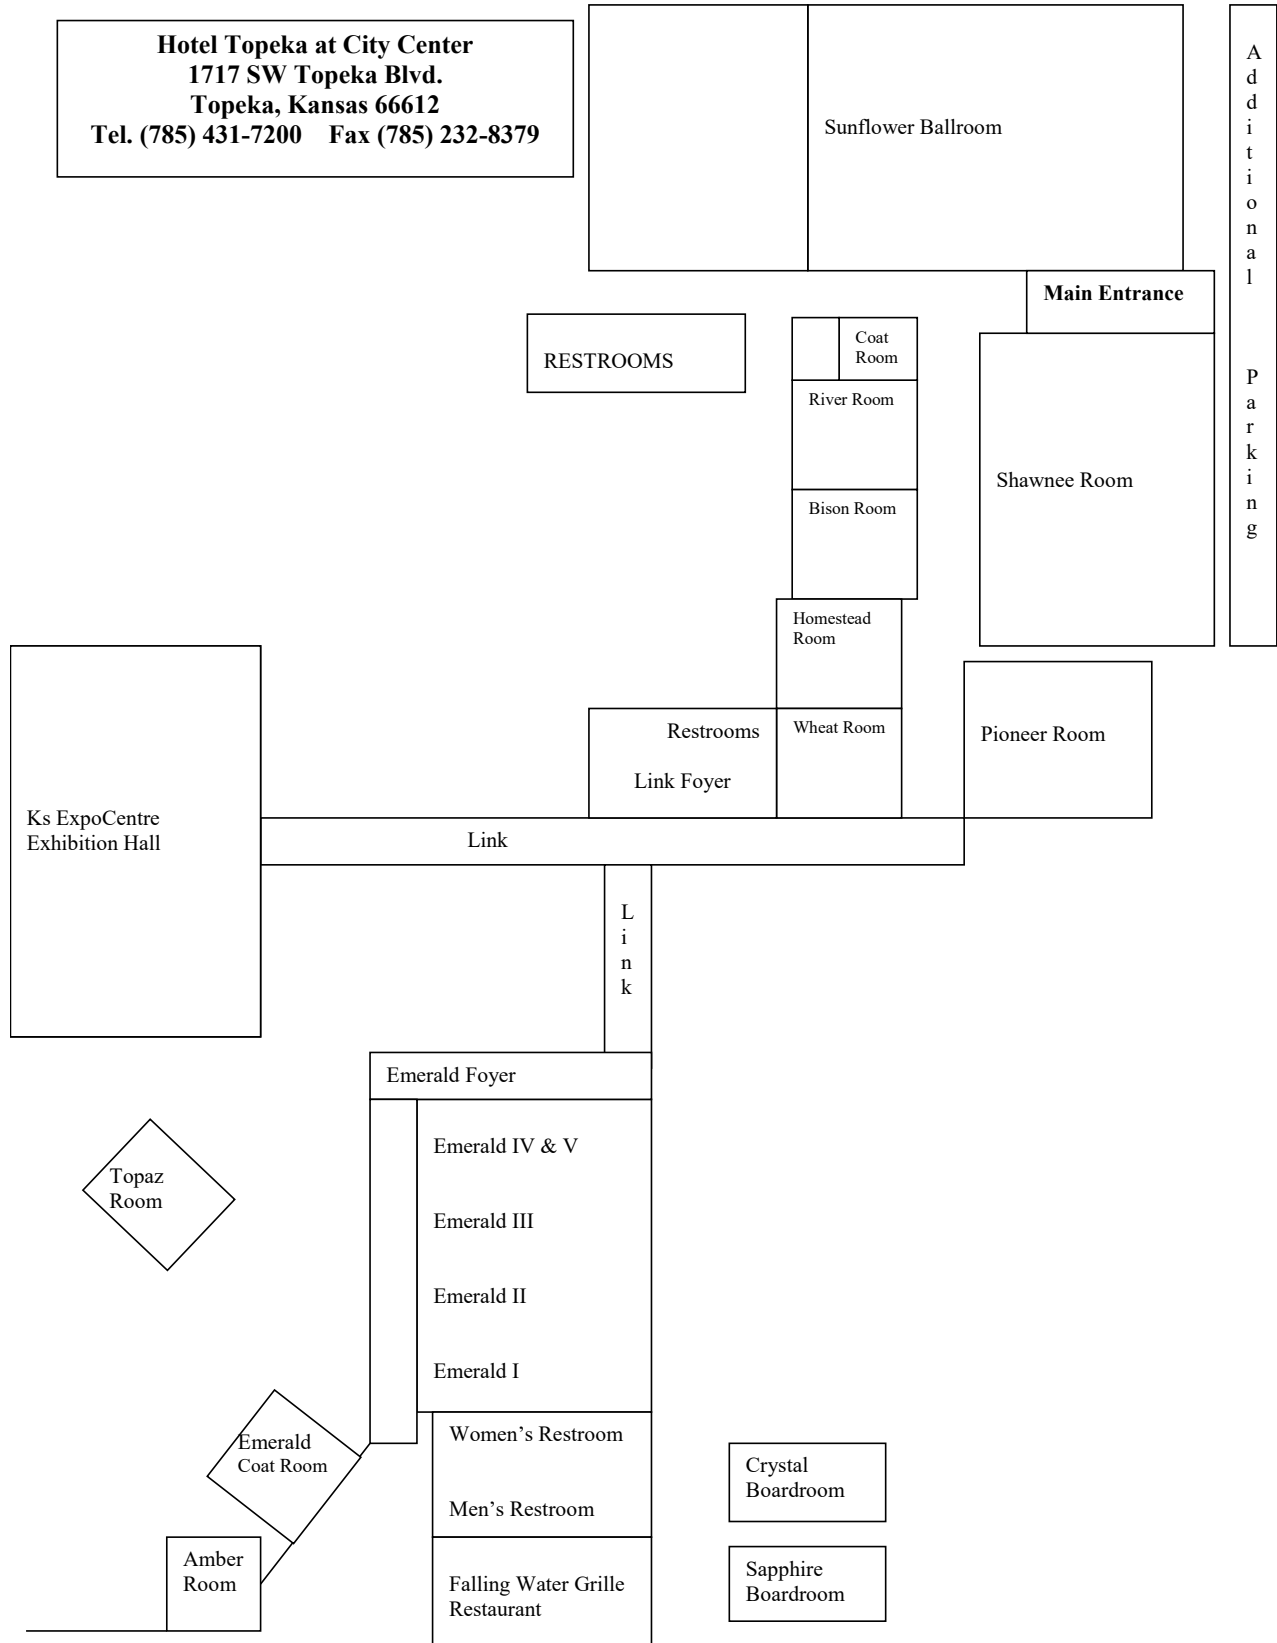 Hotel Topeka at City Center
1717 SW Topeka Blvd.
Topeka, Kansas 66612
Tel. (785) 431-7200 Fax (785) 232-8379
Sunflower Ballroom
Additional Parking
Main Entrance
RESTROOMS
Coat
Room
River Room
Shawnee Room
Bison Room
Homestead
Room
Restrooms
Link Foyer
Wheat Room
Pioneer Room
Ks ExpoCentre
Exhibition Hall
Link
Link
Emerald Foyer
Emerald IV & V
Topaz
Room
Emerald III
Emerald II
Emerald I
Emerald
Coat Room
Women's Restroom
Men's Restroom
Crystal
Boardroom
Amber
Room
Falling Water Grille
Restaurant
Sapphire
Boardroom